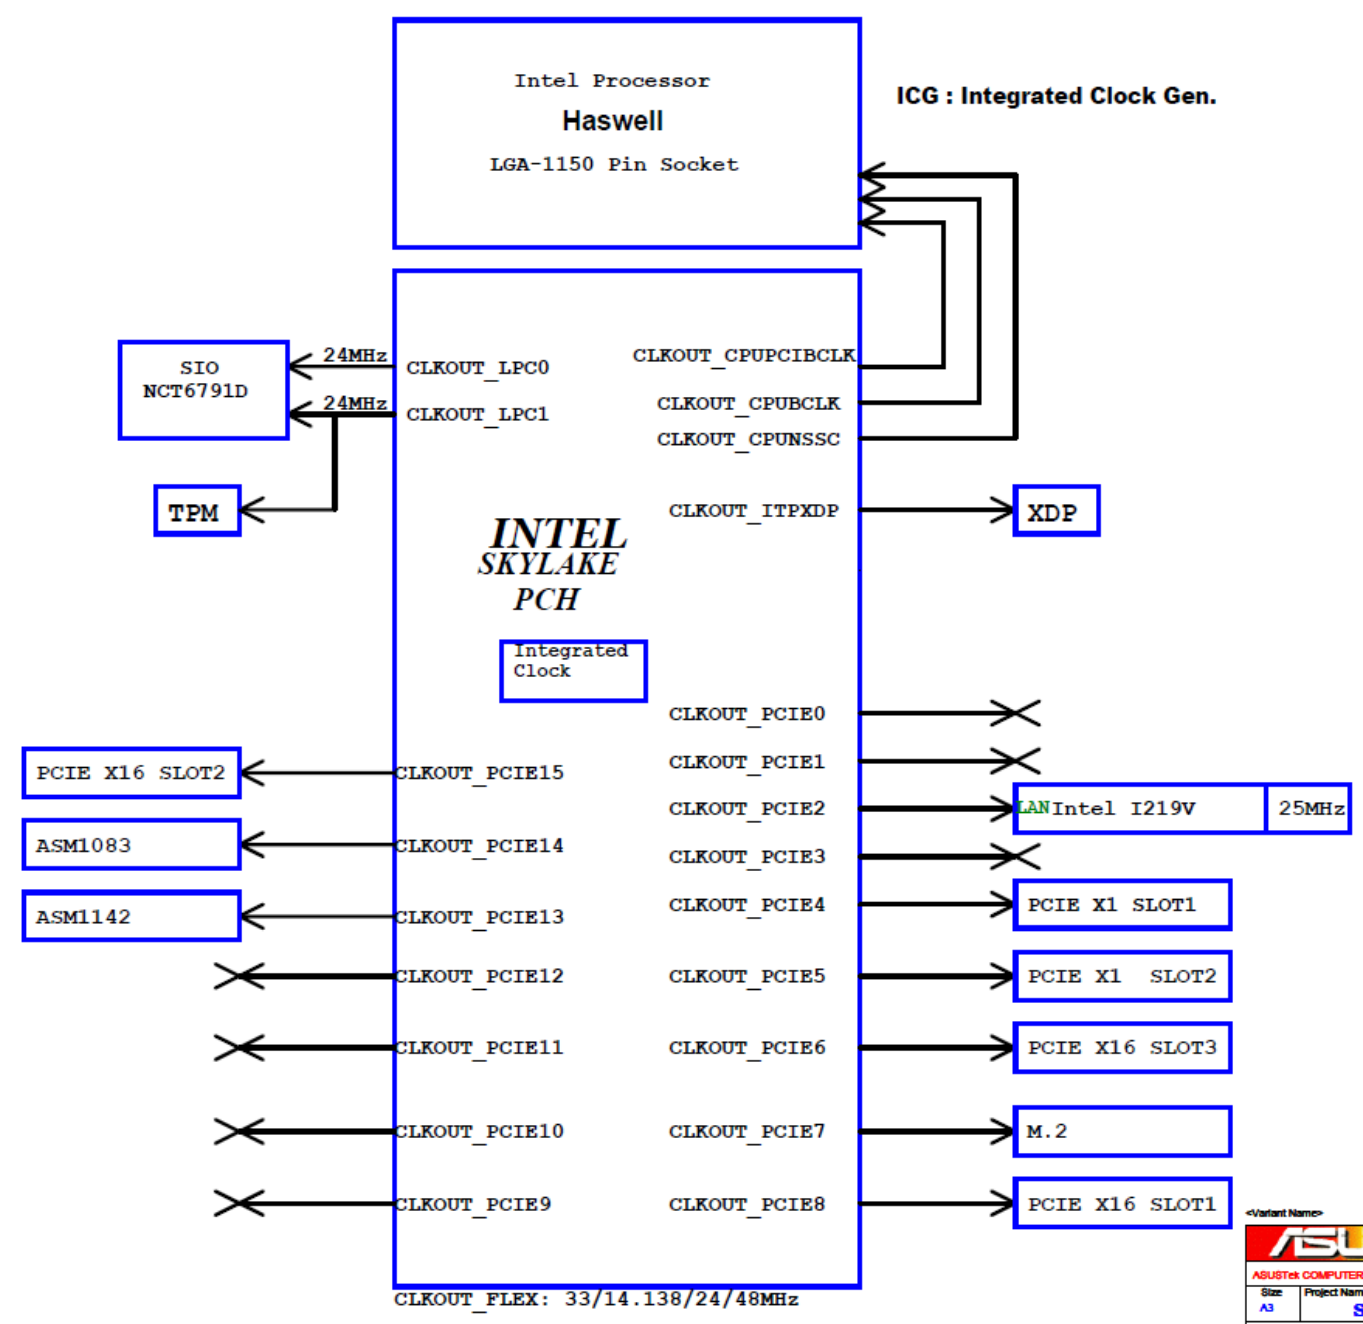 Intel Processor
Haswell
LGA-1150 Pin Socket
ICG : Integrated Clock Gen.
SIO
NCT6791D
24MHz
CLKOUT_LPC0
24MHz
CLKOUT_LPC1
TPM
CLKOUT_CPUPCIBCLK
CLKOUT_CPUBCLK
CLKOUT_CPUNSSC
CLKOUT_ITPXDP
XDP
INTEL
SKYLAKE
PCH
Integrated
Clock
CLKOUT_PCIE0
CLKOUT_PCIE1
CLKOUT_PCIE2
LAN Intel I219V
25MHz
CLKOUT_PCIE3
CLKOUT_PCIE4
PCIE X1 SLOT1
CLKOUT_PCIE5
PCIE X1 SLOT2
CLKOUT_PCIE6
PCIE X16 SLOT3
CLKOUT_PCIE7
M.2
CLKOUT_PCIE8
PCIE X16 SLOT1
PCIE X16 SLOT2
CLKOUT_PCIE15
ASM1083
CLKOUT_PCIE14
ASM1142
CLKOUT_PCIE13
CLKOUT_PCIE12
CLKOUT_PCIE11
CLKOUT_PCIE10
CLKOUT_PCIE9
CLKOUT_FLEX: 33/14.138/24/48MHz
<Variant Name>
ASUSTek COMPUTER
Size
Project Nam
A3
S